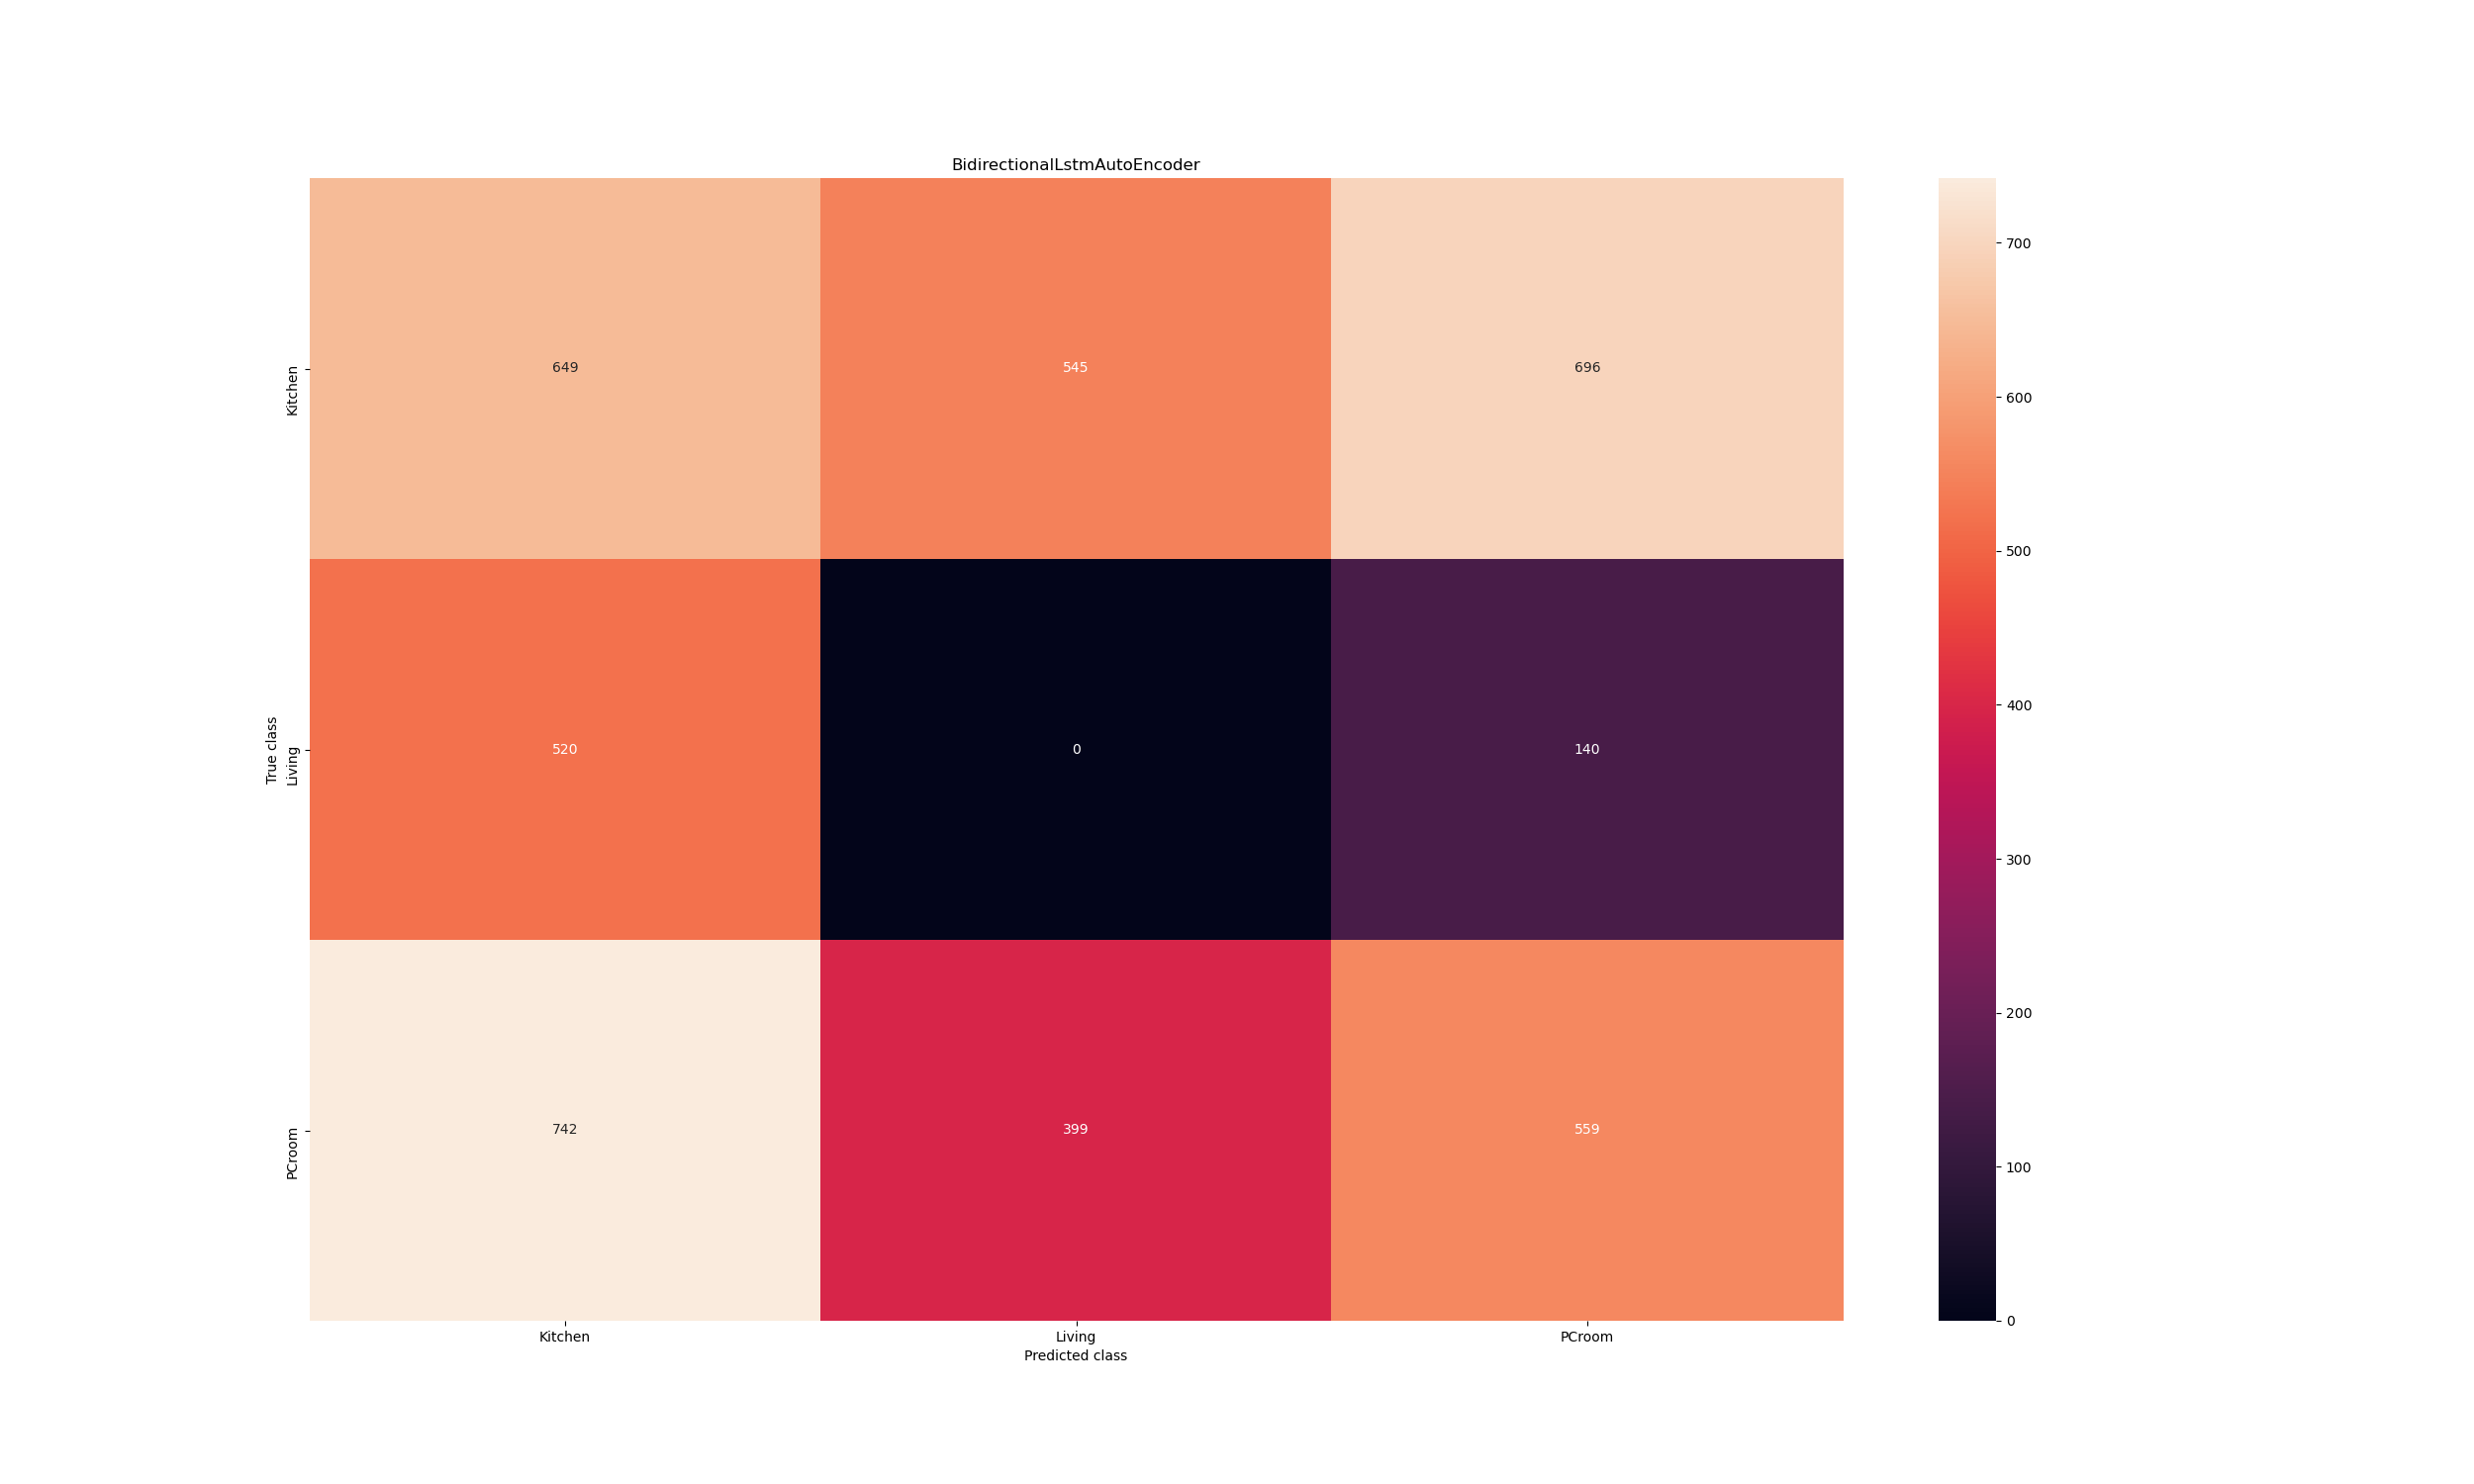 BidirectionalLstmAutoEncoder
700
600
500
400
300
200
100
0
True class
Kitchen
649 545 696
Living
520 0 140
PCroom
742 399 559
Kitchen Living PCroom
Predicted class